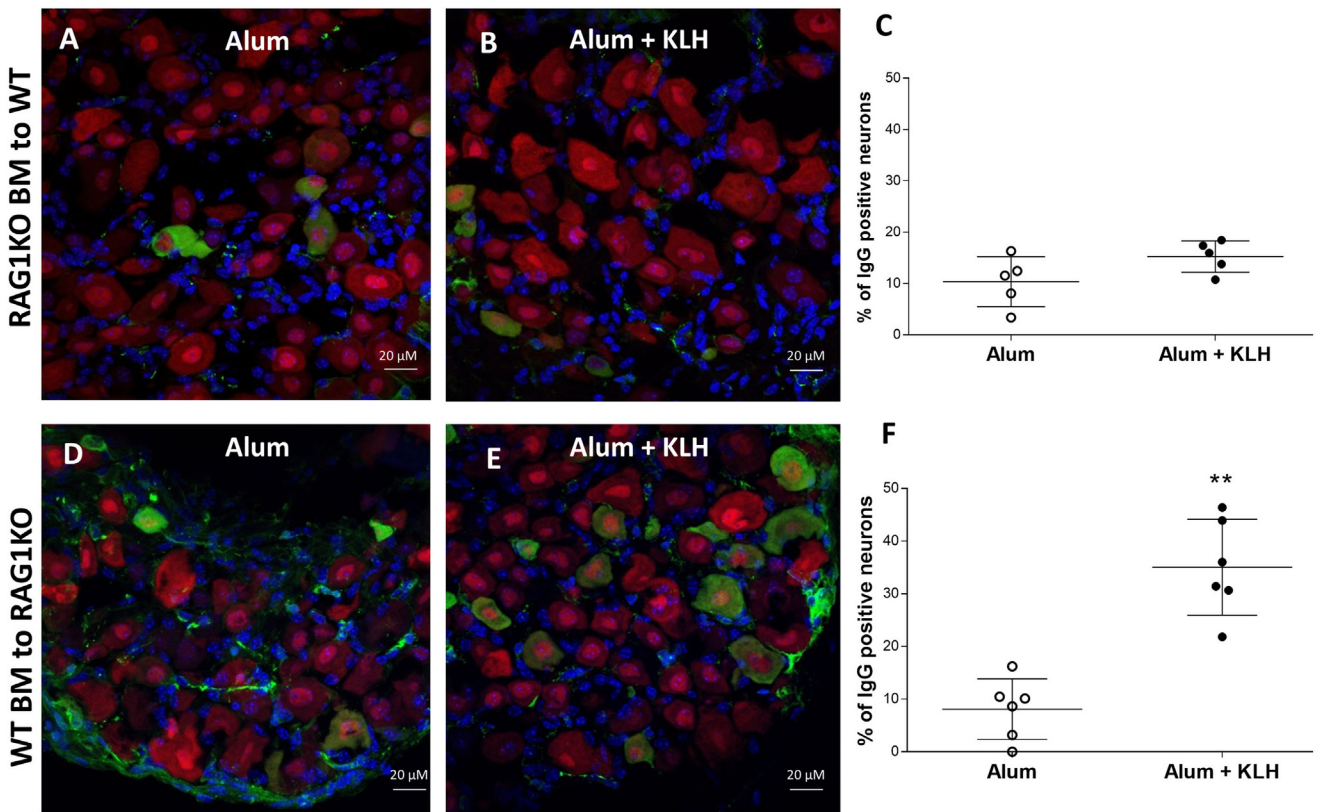 RAG1KO BM to WT
A
Alum
20 µM
B
Alum + KLH
20 µM
C
% of IgG positive neurons
50
40
30
20
10
0
Alum
Alum + KLH
WT BM to RAG1KO
D
Alum
20 µM
E
Alum + KLH
20 µM
F
% of IgG positive neurons
50
40
30
20
10
0
**
Alum
Alum + KLH